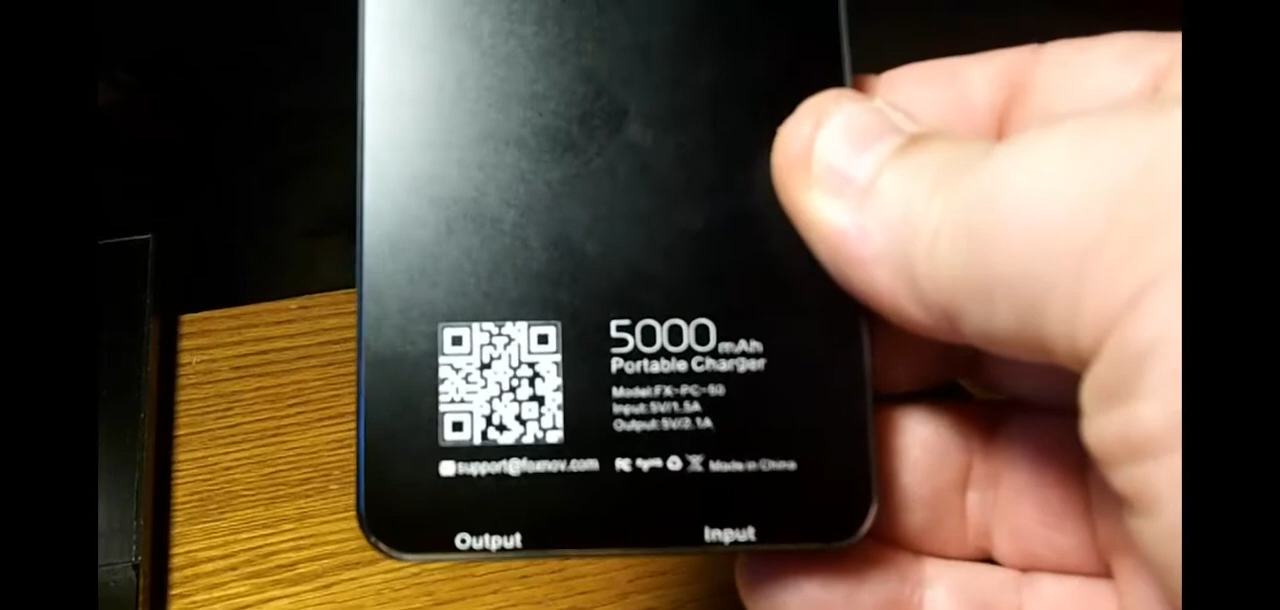 5000mAh
Portable Charger
Model:FX-PC-50
Input:5V/1.5A
Output:5V/2.1A
support@foxnov.com
FC Made in China
Output Input